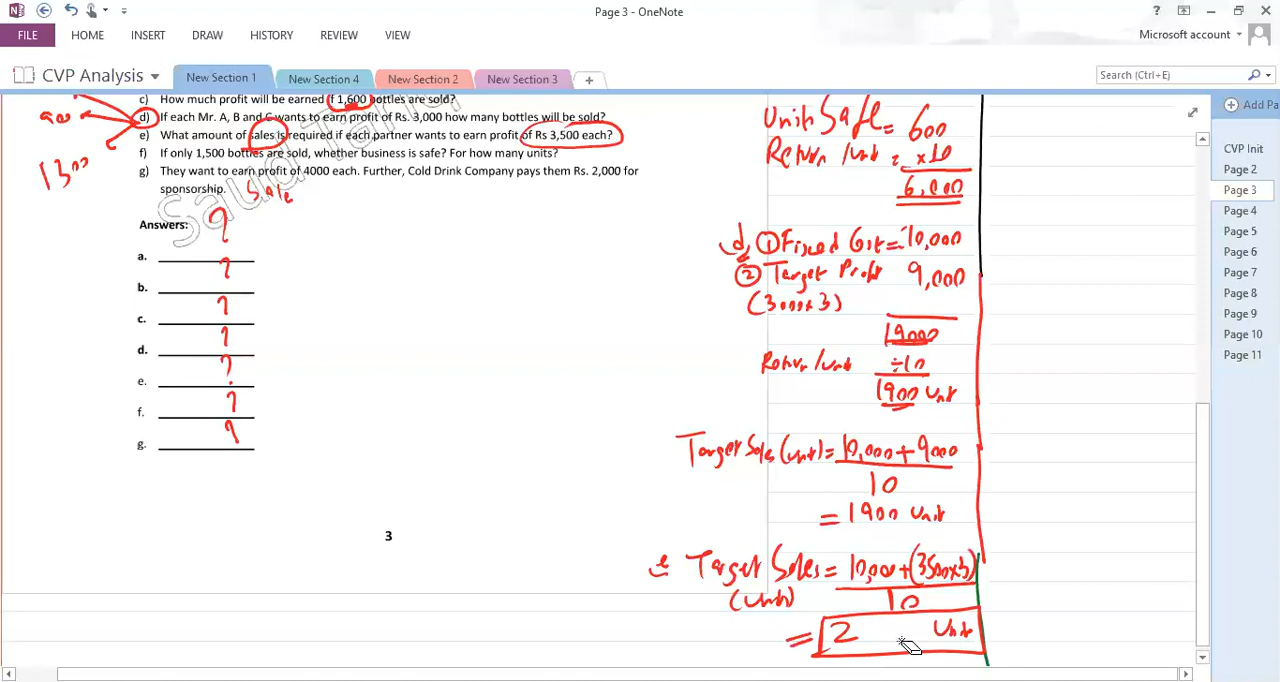 Page 3 - OneNote
FILE HOME INSERT DRAW HISTORY REVIEW VIEW
Microsoft account
CVP Analysis New Section 1 New Section 4 New Section 2 New Section 3
Search (Ctrl+E)
Add Pa
CVP Init
Page 2
Page 3
Page 4
Page 5
Page 6
Page 7
Page 8
Page 9
Page 10
Page 11
c) How much profit will be earned if 1,600 bottles are sold?
d) If each Mr. A, B and C wants to earn profit of Rs. 3,000 how many bottles will be sold?
e) What amount of sales is required if each partner wants to earn profit of Rs 3,500 each?
f) If only 1,500 bottles are sold, whether business is safe? For how many units?
g) They want to earn profit of 4000 each. Further, Cold Drink Company pays them Rs. 2,000 for
sponsorship.
900
1300
Sale
Answers: ?
a. ?
b. ?
c. ?
d. ?
e. ?
f. ?
g.
3
Units Safe = 600
Return /unit = x10
6,000
d, ① Fixed Cost = 10,000
② Target Profit 9,000
(3000x3)
19000
Return /unit ÷10
1900 unit
Target Sales (unit) = 10,000 + 9000
10
= 1900 unit
e Target Sales = 10,000 + (3500x3)
(units) 10
= 2 Unit